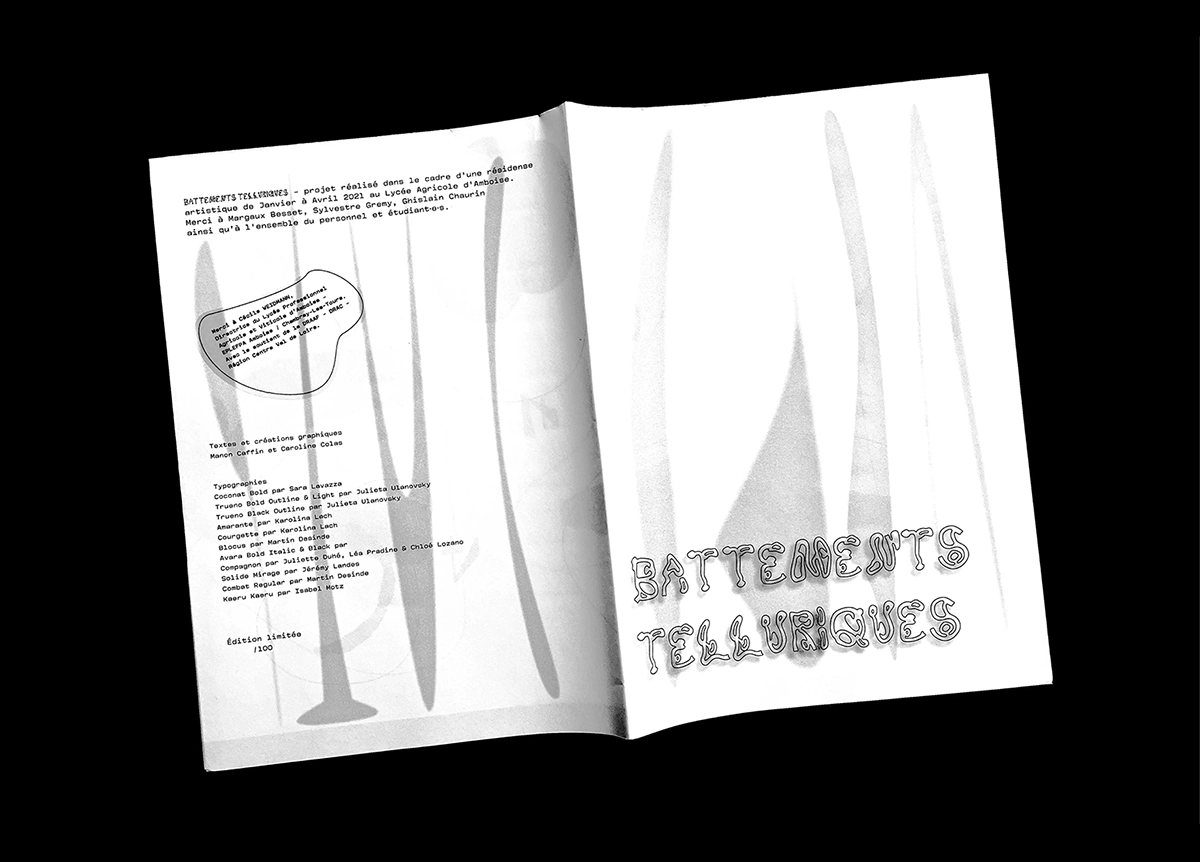 BATTEMENTS TELLURIQUES - projet réalisé dans le cadre d'une résidense
artistique de Janvier à Avril 2021 au Lycée Agricole d'Amboise.
Merci à Margaux Besset, Sylvestre Gremy, Ghislain Chaurin
ainsi qu'à l'ensemble du personnel et étudiant·e·s.
Merci à Cécile WEIDMANN,
Directrice du Lycée Professionnel
Agricole et Viticole d'Amboise -
EPLEFPA Amboise / Chambray-Les-Tours.
Avec le soutient de la DRAAF - DRAC -
Région Centre Val de Loire.
Textes et créations graphiques
Manon Caffin et Caroline Colas
Typographies
Coconat Bold par Sara Lavazza
Trueno Bold Outline & Light par Julieta Ulanovsky
Trueno Black Outline par Julieta Ulanovsky
Amarante par Karolina Lach
Courgette par Karolina Lach
Blocus par Martin Desinde
Avara Bold Italic & Black par
Compagnon par Juliette Duhé, Léa Pradine & Chloé Lozano
Solide Mirage par Jérémy Landes
Combat Regular par Martin Desinde
Kaeru Kaeru par Isabel Motz
Édition limitée
/100
BATTEMENTS
TELLURIQUES